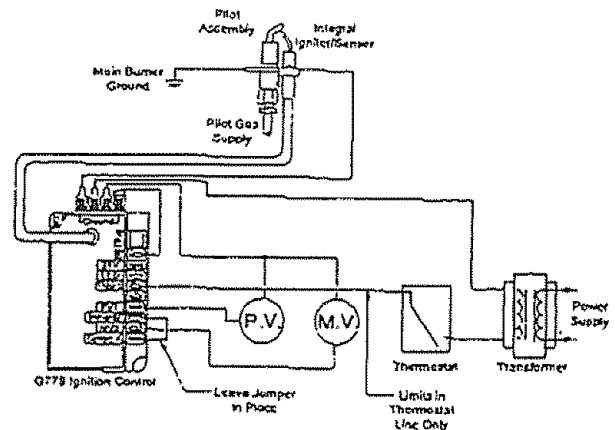 Pilot
Assembly
Integral
Igniter/Sensor
Main Burner
Ground
Pilot Gas
Supply
Ground
P.V.
M.V.
Power
Supply
Ignition Control
Thermostat
Transformer
Leave Jumper
in Place
Limits in
Thermostat
Line Only